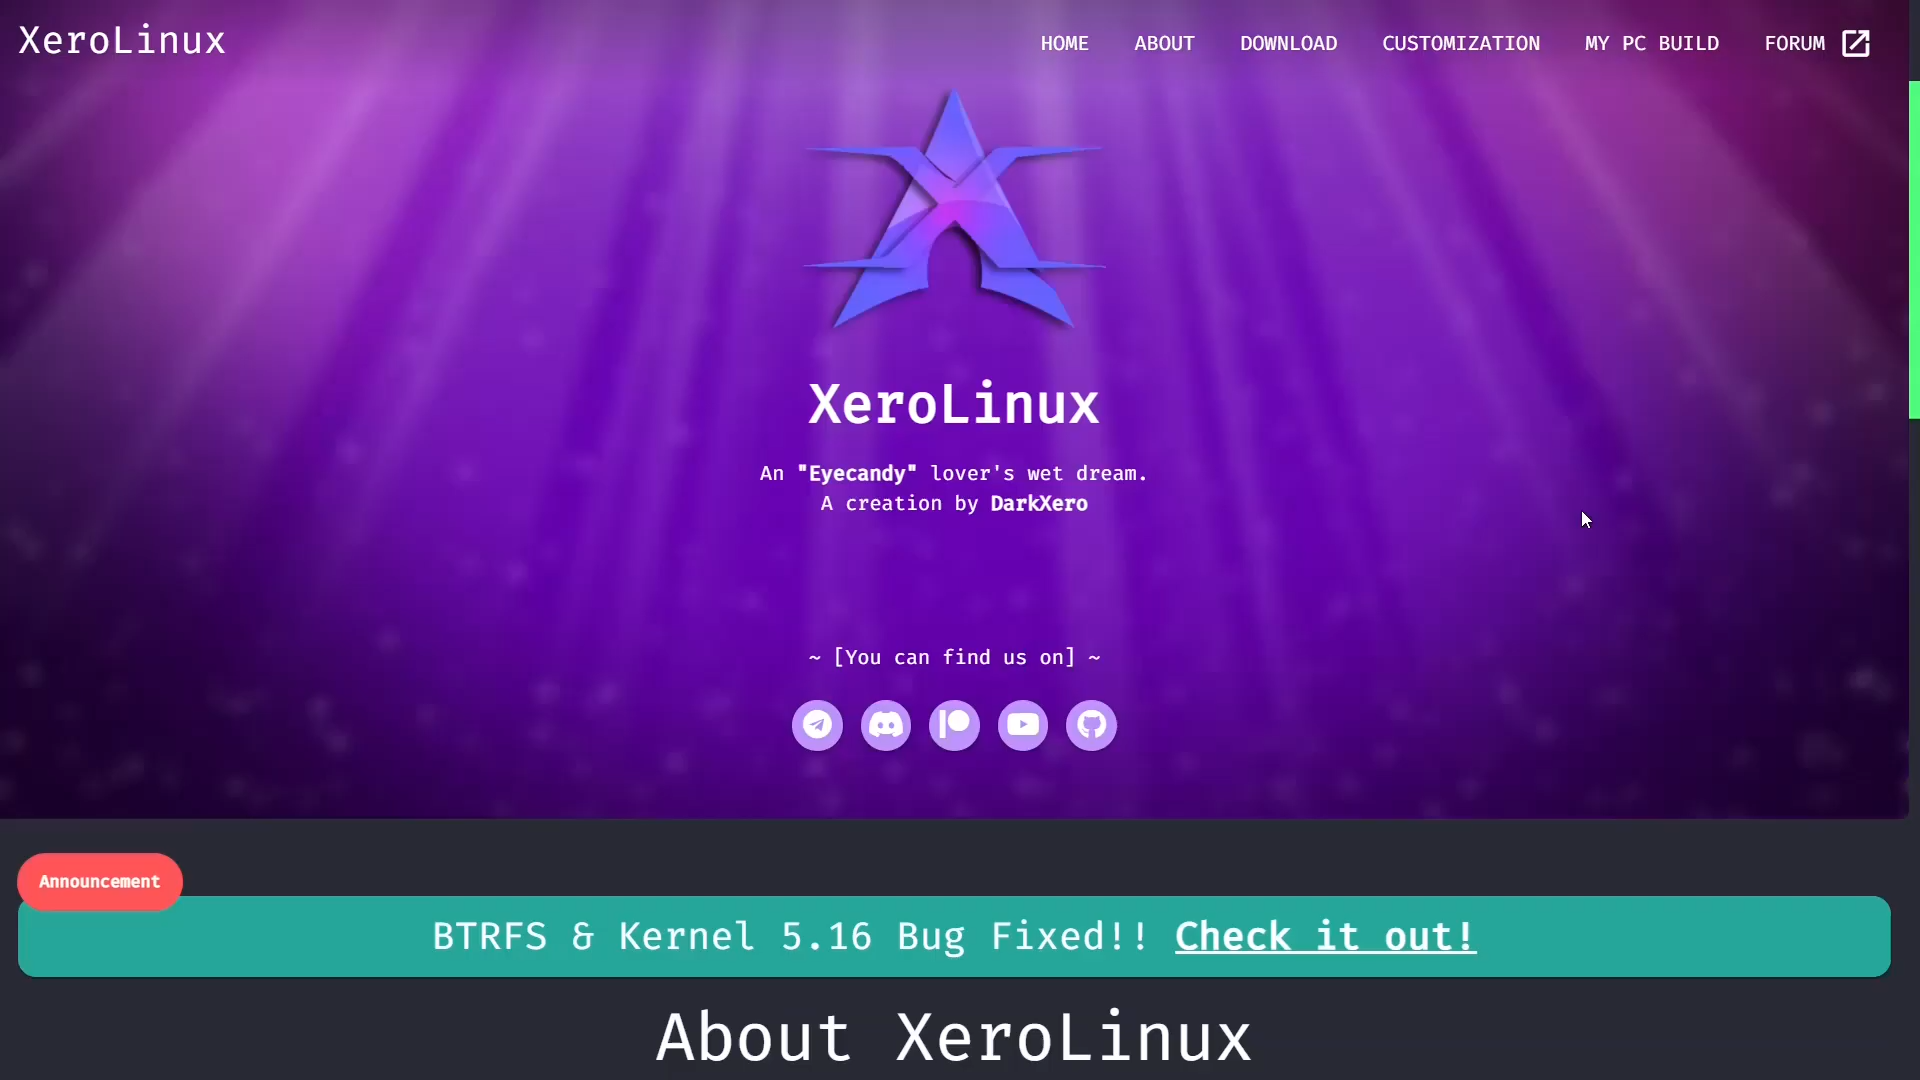 XeroLinux
HOME ABOUT DOWNLOAD CUSTOMIZATION MY PC BUILD FORUM
XeroLinux
An "Eyecandy" lover's wet dream.
A creation by DarkXero
~ [You can find us on] ~
Announcement
BTRFS & Kernel 5.16 Bug Fixed!! Check it out!
About XeroLinux